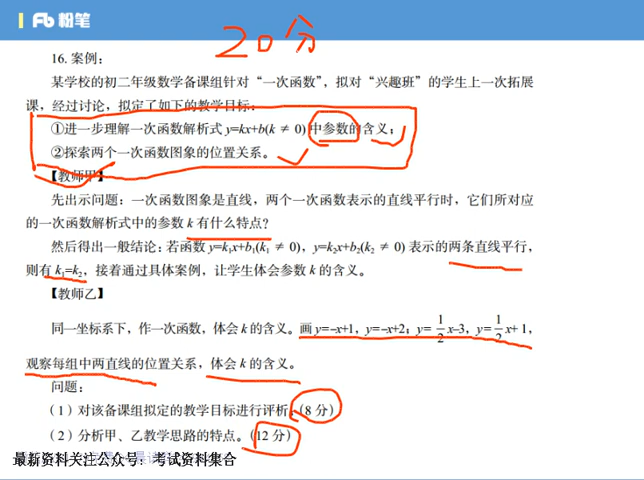 Fb 粉笔
20分
16. 案例：
某学校的初二年级数学备课组针对“一次函数”，拟对“兴趣班”的学生上一次拓展
课，经过讨论，拟定了如下的教学目标：
①进一步理解一次函数解析式 y=kx+b(k ≠ 0) 中参数的含义；
②探索两个一次函数图象的位置关系。
【教师甲】
先出示问题：一次函数图象是直线，两个一次函数表示的直线平行时，它们所对应
的一次函数解析式中的参数 k 有什么特点？
然后得出一般结论：若函数 y=k₁x+b₁(k₁ ≠ 0)，y=k₂x+b₂(k₂ ≠ 0) 表示的两条直线平行，
则有 k₁=k₂，接着通过具体案例，让学生体会参数 k 的含义。
【教师乙】
同一坐标系下，作一次函数，体会 k 的含义。画 y=−x+1，y=−x+2；y= 1/2 x−3，y= 1/2 x+1，
观察每组中两直线的位置关系，体会 k 的含义。
问题：
（1）对该备课组拟定的教学目标进行评析。（8 分）
（2）分析甲、乙教学思路的特点。（12 分）
最新资料关注公众号：考试资料集合